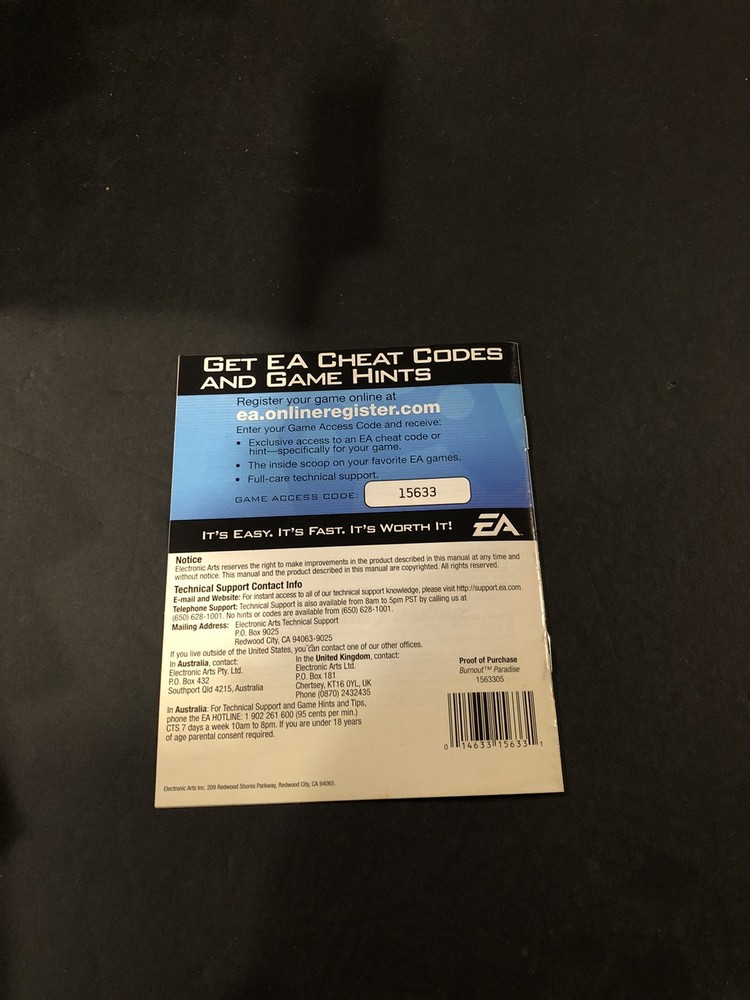 GET EA CHEAT CODES
AND GAME HINTS
Register your game online at
ea.onlineregister.com
Enter your Game Access Code and receive:
• Exclusive access to an EA cheat code or
hint—specifically for your game.
• The inside scoop on your favorite EA games.
• Full-care technical support.
GAME ACCESS CODE: 15633
IT'S EASY. IT'S FAST. IT'S WORTH IT! EA™
Notice
Electronic Arts reserves the right to make improvements in the product described in this manual at any time and
without notice. This manual and the product described in this manual are copyrighted. All rights reserved.
Technical Support Contact Info
E-mail and Website: For instant access to all of our technical support knowledge, please visit http://support.ea.com.
Telephone Support: Technical Support is also available from 8am to 5pm PST by calling us at
(650) 628-1001. No hints or codes are available from (650) 628-1001.
Mailing Address: Electronic Arts Technical Support
P.O. Box 9025
Redwood City, CA 94063-9025
If you live outside of the United States, you can contact one of our other offices.
In Australia, contact:
Electronic Arts Pty. Ltd.
P.O. Box 432
Southport Qld 4215, Australia
In the United Kingdom, contact:
Electronic Arts Ltd.
P.O. Box 181
Chertsey, KT16 0YL, UK
Phone (0870) 2432435
In Australia: For Technical Support and Game Hints and Tips,
phone the EA HOTLINE: 1 902 261 600 (95 cents per min.)
CTS 7 days a week 10am to 8pm. If you are under 18 years
of age parental consent required.
Proof of Purchase
Burnout™ Paradise
1563305
0 14633 15633 1
Electronic Arts Inc. 209 Redwood Shores Parkway, Redwood City, CA 94065.